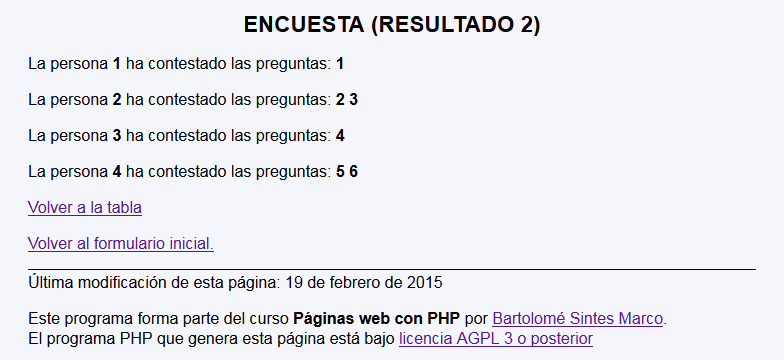 ENCUESTA (RESULTADO 2)
La persona 1 ha contestado las preguntas: 1
La persona 2 ha contestado las preguntas: 2 3
La persona 3 ha contestado las preguntas: 4
La persona 4 ha contestado las preguntas: 5 6
Volver a la tabla
Volver al formulario inicial.
Última modificación de esta página: 19 de febrero de 2015
Este programa forma parte del curso Páginas web con PHP por Bartolomé Sintes Marco.
El programa PHP que genera esta página está bajo licencia AGPL 3 o posterior